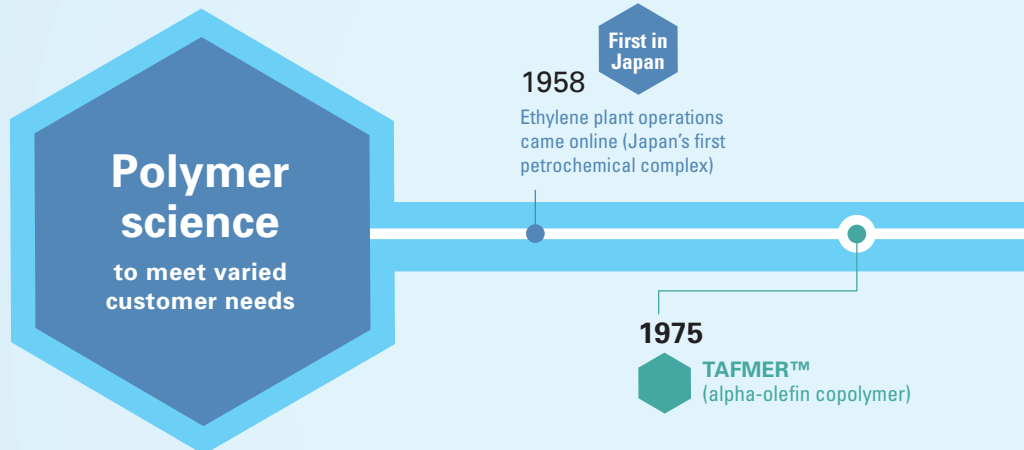 Polymer
science
to meet varied
customer needs
1958
First in
Japan
Ethylene plant operations
came online (Japan's first
petrochemical complex)
1975
TAFMER™
(alpha-olefin copolymer)